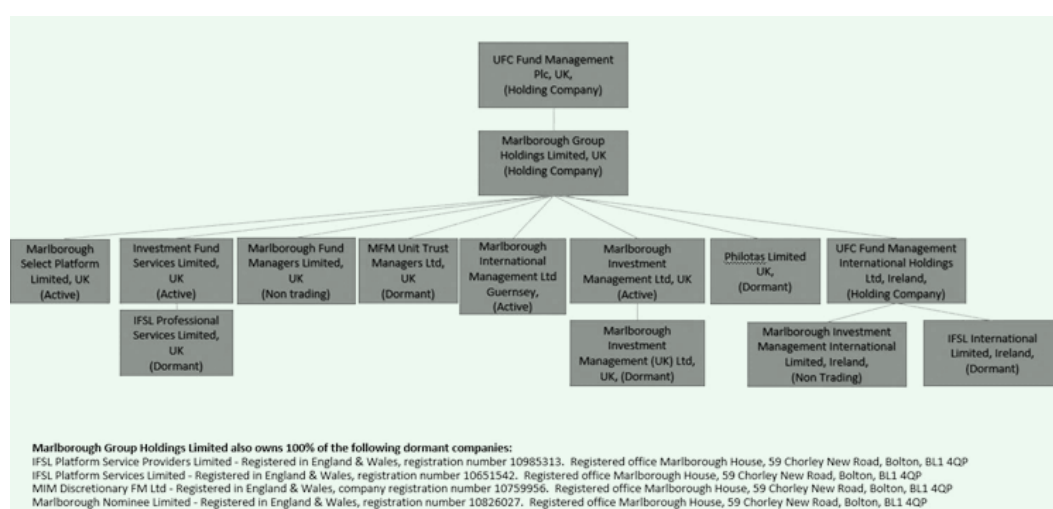 UFC Fund Management
Plc, UK,
(Holding Company)
Marlborough Group
Holdings Limited, UK
(Holding Company)
Marlborough
Select Platform
Limited, UK
(Active)
Investment Fund
Services Limited,
UK
(Active)
Marlborough Fund
Managers Limited,
UK
(Non trading)
MFM Unit Trust
Managers Ltd,
UK
(Dormant)
Marlborough
International
Management Ltd
Guernsey,
(Active)
Marlborough
Investment
Management Ltd, UK
(Active)
Philotas Limited
UK,
(Dormant)
UFC Fund Management
International Holdings
Ltd, Ireland,
(Holding Company)
IFSL Professional
Services Limited,
UK
(Dormant)
Marlborough
Investment
Management (UK) Ltd,
UK, (Dormant)
Marlborough Investment
Management International
Limited, Ireland,
(Non Trading)
IFSL International
Limited, Ireland,
(Dormant)
Marlborough Group Holdings Limited also owns 100% of the following dormant companies:
IFSL Platform Service Providers Limited - Registered in England & Wales, registration number 10985313. Registered office Marlborough House, 59 Chorley New Road, Bolton, BL1 4QP
IFSL Platform Services Limited - Registered in England & Wales, registration number 10651542. Registered office Marlborough House, 59 Chorley New Road, Bolton, BL1 4QP
MIM Discretionary FM Ltd - Registered in England & Wales, company registration number 10759956. Registered office Marlborough House, 59 Chorley New Road, Bolton, BL1 4QP
Marlborough Nominee Limited - Registered in England & Wales, registration number 10826027. Registered office Marlborough House, 59 Chorley New Road, Bolton, BL1 4QP